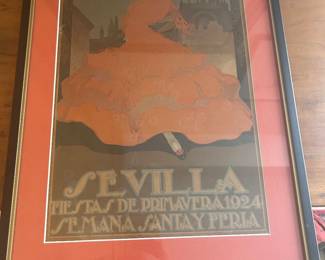 SEVILLA
FIESTAS DE PRIMAVERA 1924
SEMANA SANTA Y FERIA